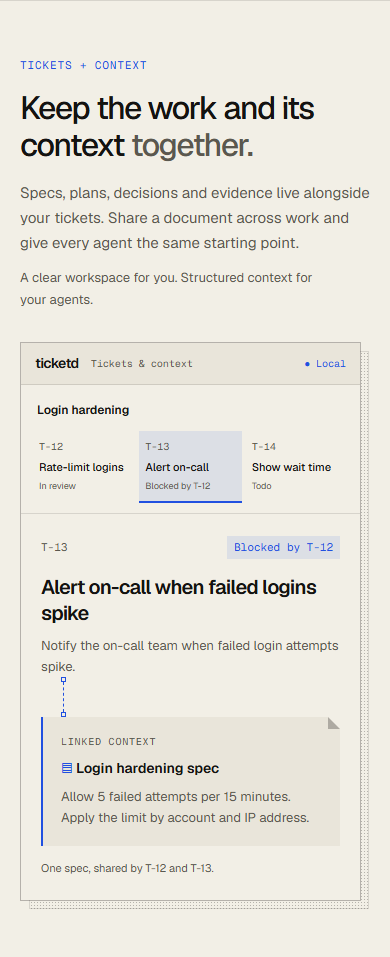 TICKETS + CONTEXT
Keep the work and its
context together.
Specs, plans, decisions and evidence live alongside
your tickets. Share a document across work and
give every agent the same starting point.
A clear workspace for you. Structured context for
your agents.
ticketd Tickets & context • Local
Login hardening
T-12 T-13 T-14
Rate-limit logins Alert on-call Show wait time
In review Blocked by T-12 Todo
T-13 Blocked by T-12
Alert on-call when failed logins
spike
Notify the on-call team when failed login attempts
spike.
LINKED CONTEXT
Login hardening spec
Allow 5 failed attempts per 15 minutes.
Apply the limit by account and IP address.
One spec, shared by T-12 and T-13.